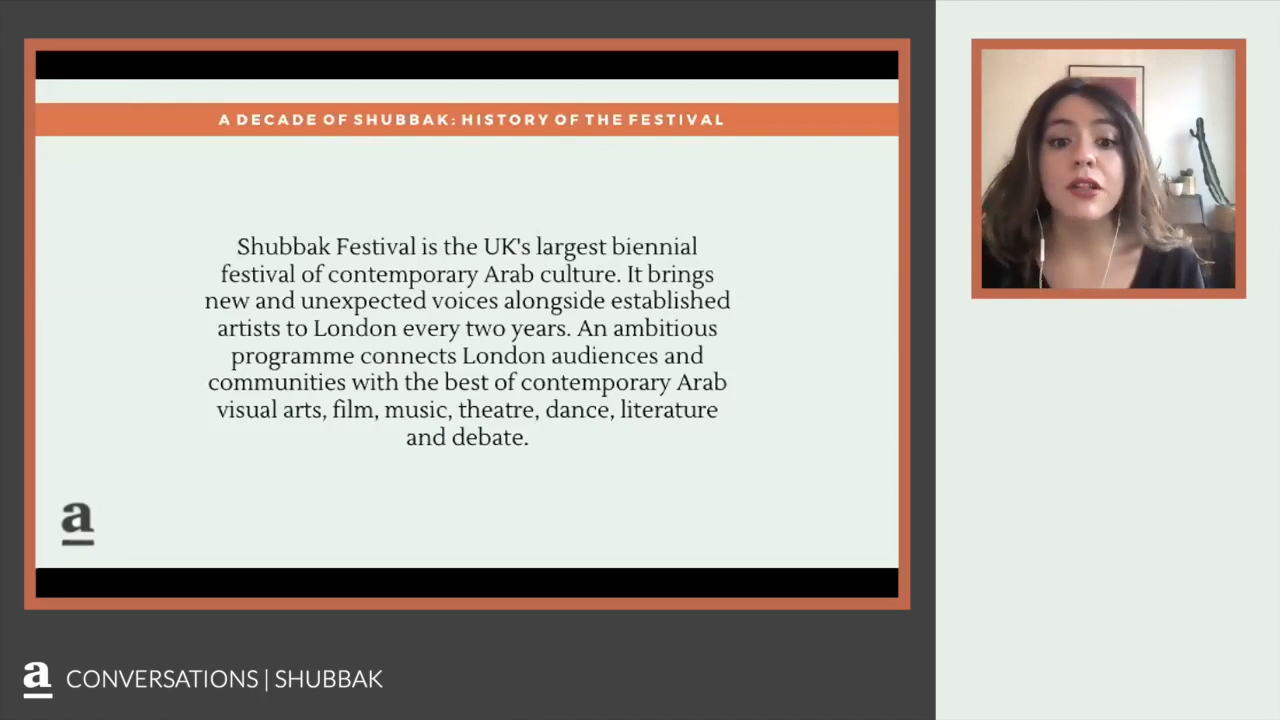 A DECADE OF SHUBBAK: HISTORY OF THE FESTIVAL
Shubbak Festival is the UK's largest biennial
festival of contemporary Arab culture. It brings
new and unexpected voices alongside established
artists to London every two years. An ambitious
programme connects London audiences and
communities with the best of contemporary Arab
visual arts, film, music, theatre, dance, literature
and debate.
a
a CONVERSATIONS | SHUBBAK